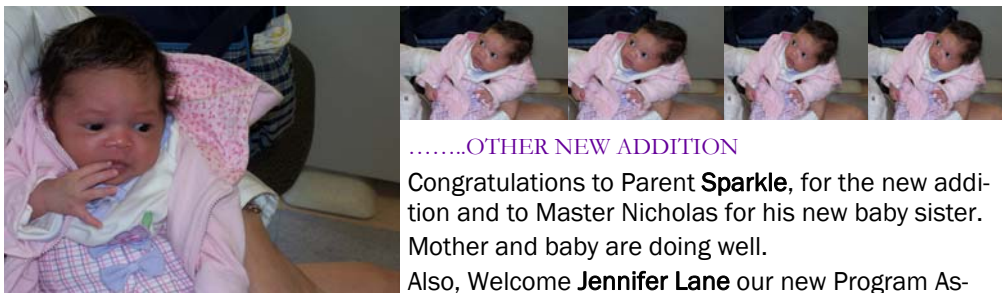 ……..OTHER NEW ADDITION
Congratulations to Parent Sparkle, for the new addi-
tion and to Master Nicholas for his new baby sister.
Mother and baby are doing well.
Also, Welcome Jennifer Lane our new Program As-